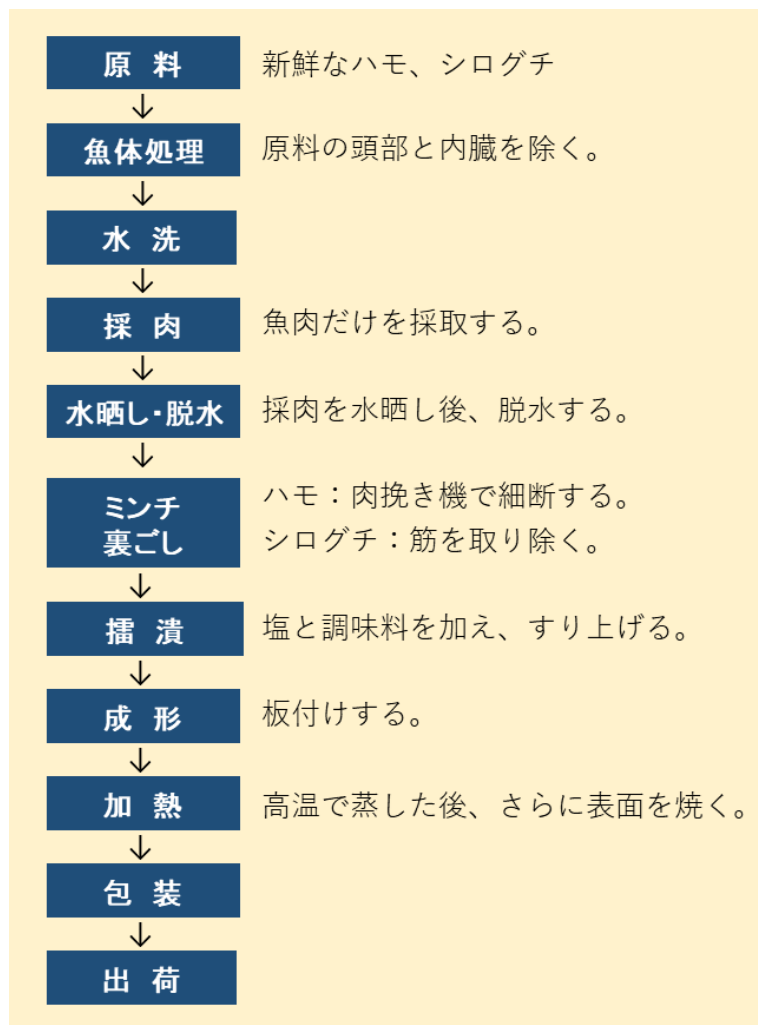 原料 新鮮なハモ、シログチ
↓
魚体処理 原料の頭部と内臓を除く。
↓
水洗
↓
採肉 魚肉だけを採取する。
↓
水晒し・脱水 採肉を水晒し後、脱水する。
↓
ミンチ ハモ：肉挽き機で細断する。
裏ごし シログチ：筋を取り除く。
↓
擂潰 塩と調味料を加え、すり上げる。
↓
成形 板付けする。
↓
加熱 高温で蒸した後、さらに表面を焼く。
↓
包装
↓
出荷